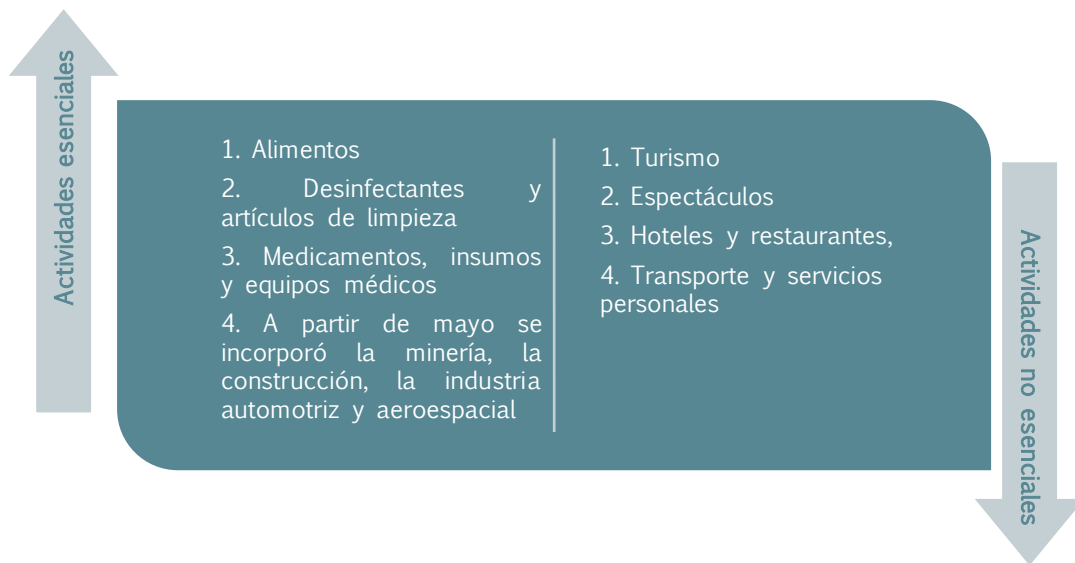 Actividades esenciales
1. Alimentos
2. Desinfectantes y
artículos de limpieza
3. Medicamentos, insumos
y equipos médicos
4. A partir de mayo se
incorporó la minería, la
construcción, la industria
automotriz y aeroespacial
1. Turismo
2. Espectáculos
3. Hoteles y restaurantes,
4. Transporte y servicios
personales
Actividades no esenciales